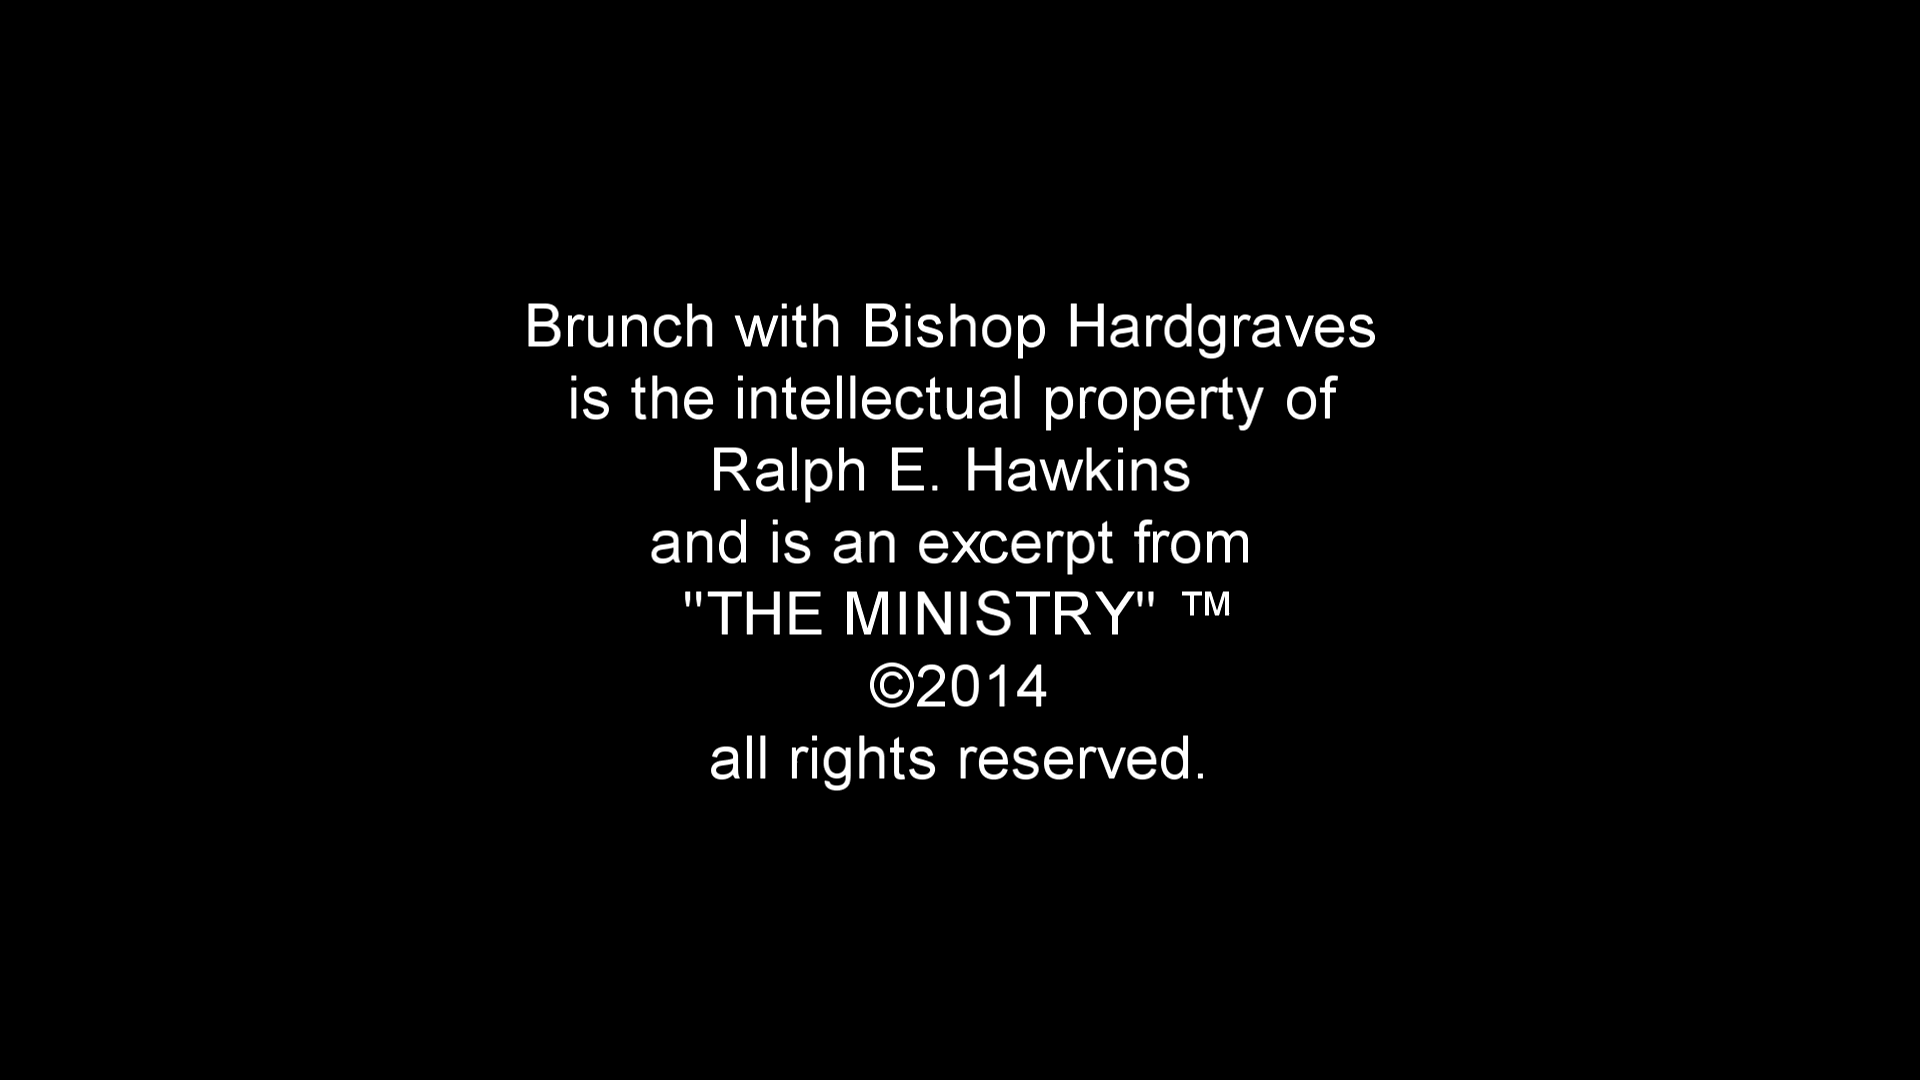 Brunch with Bishop Hardgraves
is the intellectual property of
Ralph E. Hawkins
and is an excerpt from
"THE MINISTRY" ™
©2014
all rights reserved.